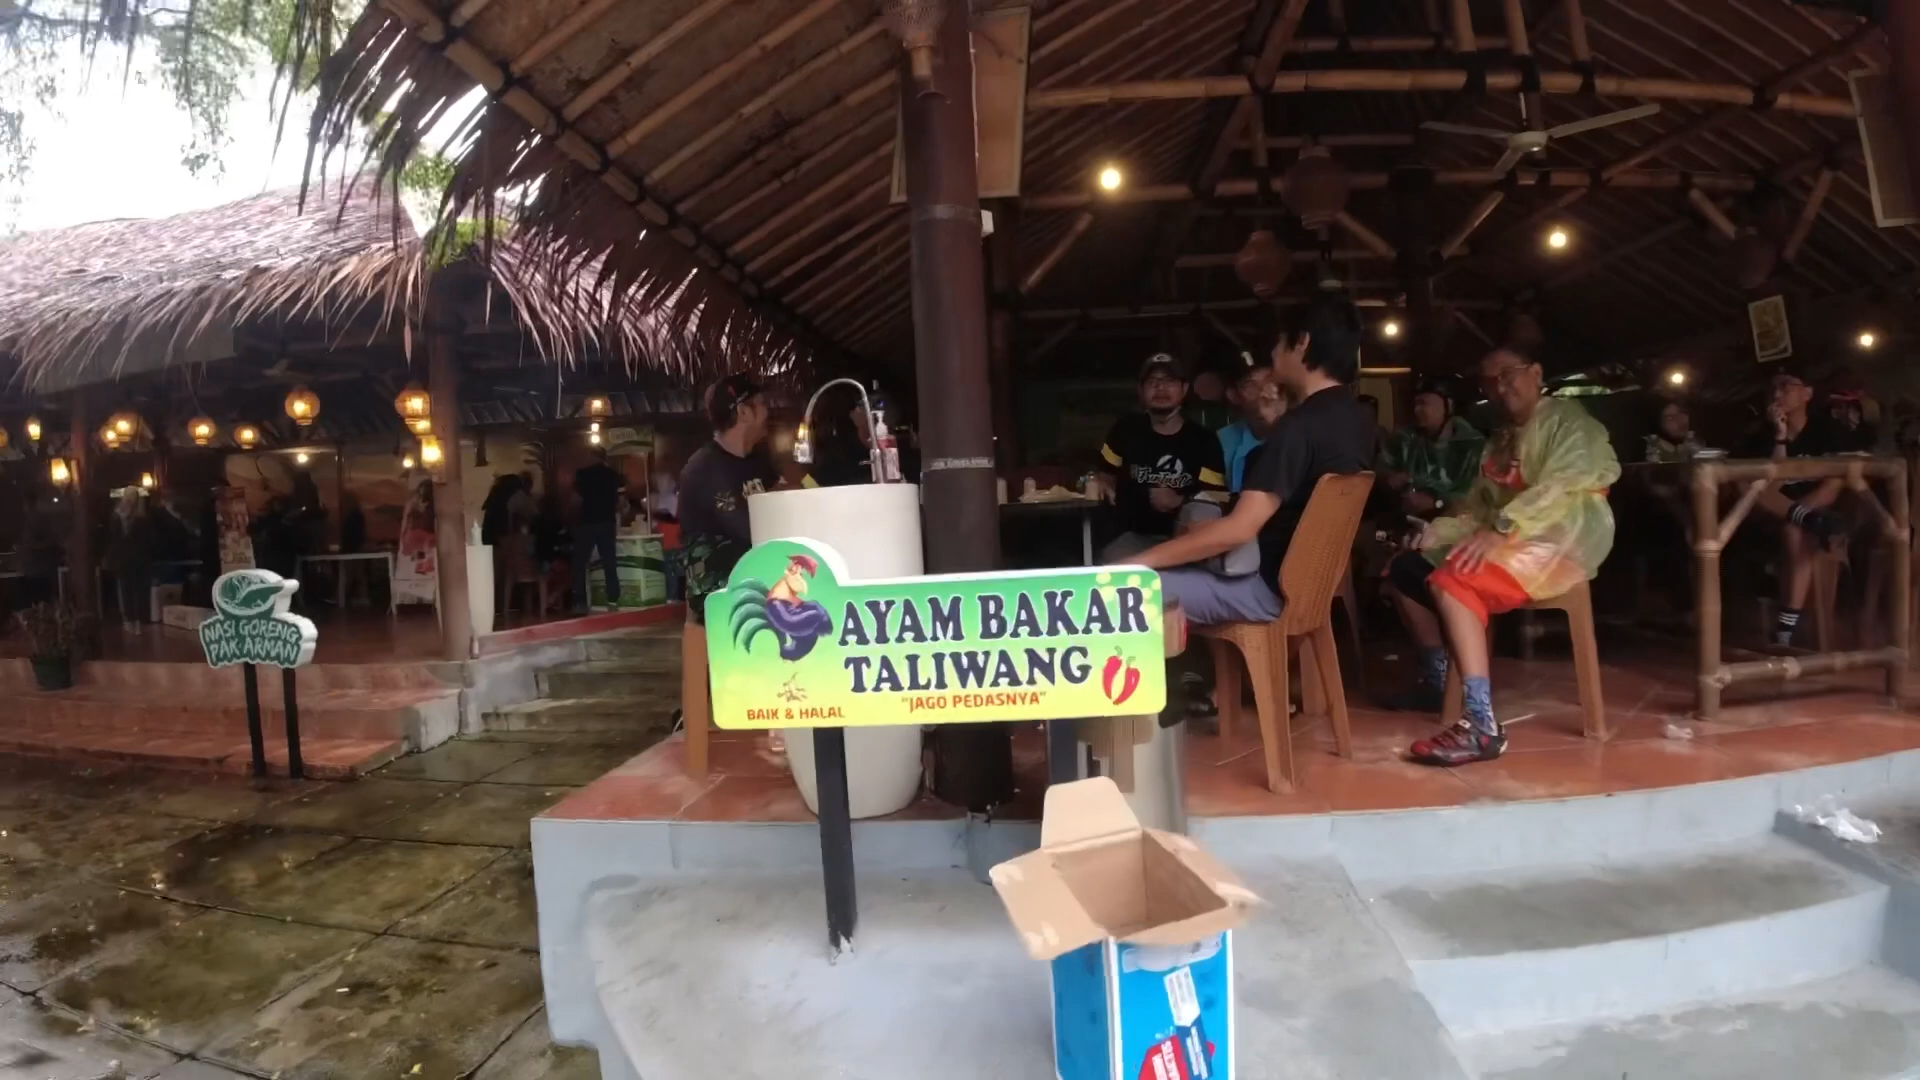 NASI GORENG
PAK ARMAN
AYAM BAKAR
TALIWANG
BAIK & HALAL
"JAGO PEDASNYA"